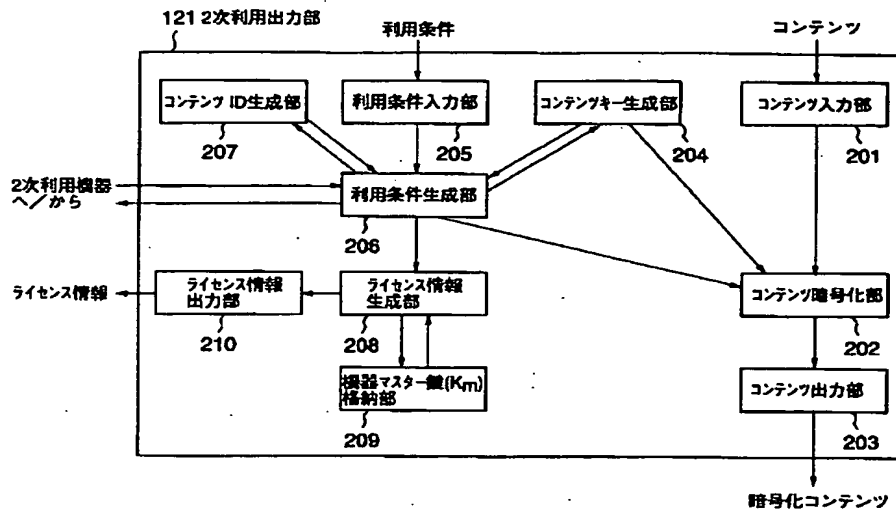 121 2次利用出力部
利用条件
コンテンツ
コンテンツ ID生成部
207
利用条件入力部
205
コンテンツキー生成部
204
コンテンツ入力部
201
2次利用機器
へ/から
利用条件生成部
206
ライセンス情報
ライセンス情報
出力部
210
ライセンス情報
生成部
208
コンテンツ暗号化部
202
機器マスター鍵(Km)
格納部
209
コンテンツ出力部
203
暗号化コンテンツ